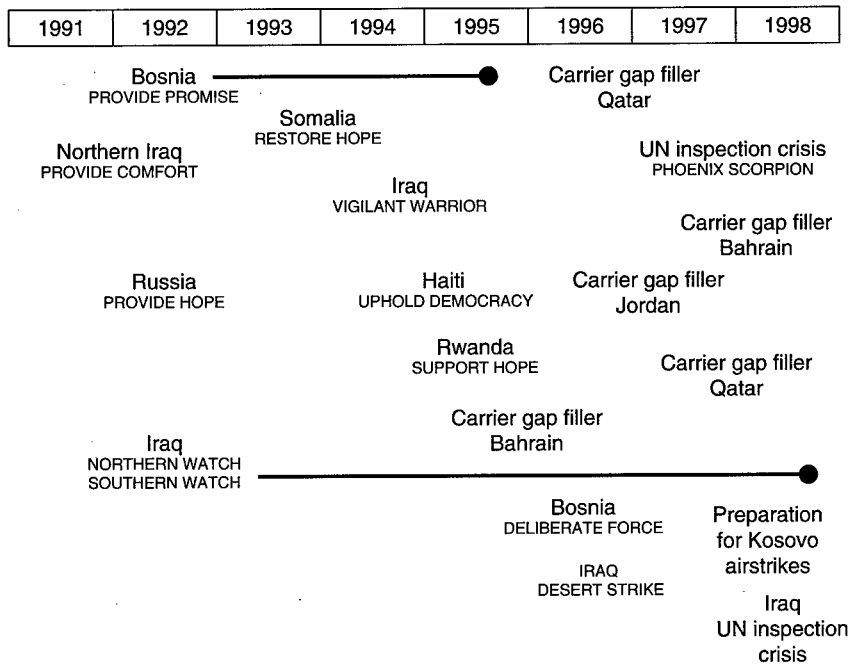 1991 1992 1993 1994 1995 1996 1997 1998
Bosnia
PROVIDE PROMISE
Carrier gap filler
Qatar
Somalia
RESTORE HOPE
Northern Iraq
PROVIDE COMFORT
UN inspection crisis
PHOENIX SCORPION
Iraq
VIGILANT WARRIOR
Carrier gap filler
Bahrain
Russia
PROVIDE HOPE
Haiti
UPHOLD DEMOCRACY
Carrier gap filler
Jordan
Rwanda
SUPPORT HOPE
Carrier gap filler
Qatar
Carrier gap filler
Bahrain
Iraq
NORTHERN WATCH
SOUTHERN WATCH
Bosnia
DELIBERATE FORCE
Preparation
for Kosovo
airstrikes
IRAQ
DESERT STRIKE
Iraq
UN inspection
crisis